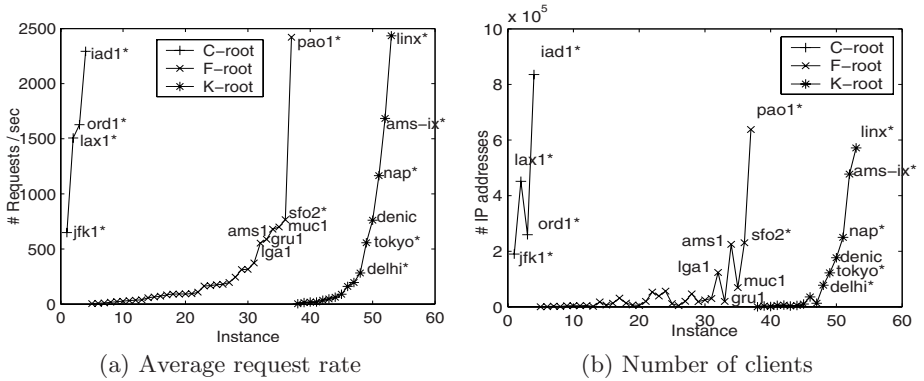 2500
2000
1500
1000
500
0
# Requests / sec
iad1*
ord1*
lax1*
jfk1*
C−root
F−root
K−root
pao1*
ams1
gru1
lga1
sfo2*
muc1
linx*
ams−ix*
nap*
denic
tokyo*
delhi*
0 10 20 30 40 50 60
Instance
(a) Average request rate
x 10⁵
10
8
6
4
2
0
# IP addresses
iad1*
lax1*
ord1*
jfk1*
C−root
F−root
K−root
pao1*
ams1
sfo2*
lga1
muc1
gru1
linx*
ams−ix*
nap*
denic
tokyo*
delhi*
0 10 20 30 40 50 60
Instance
(b) Number of clients